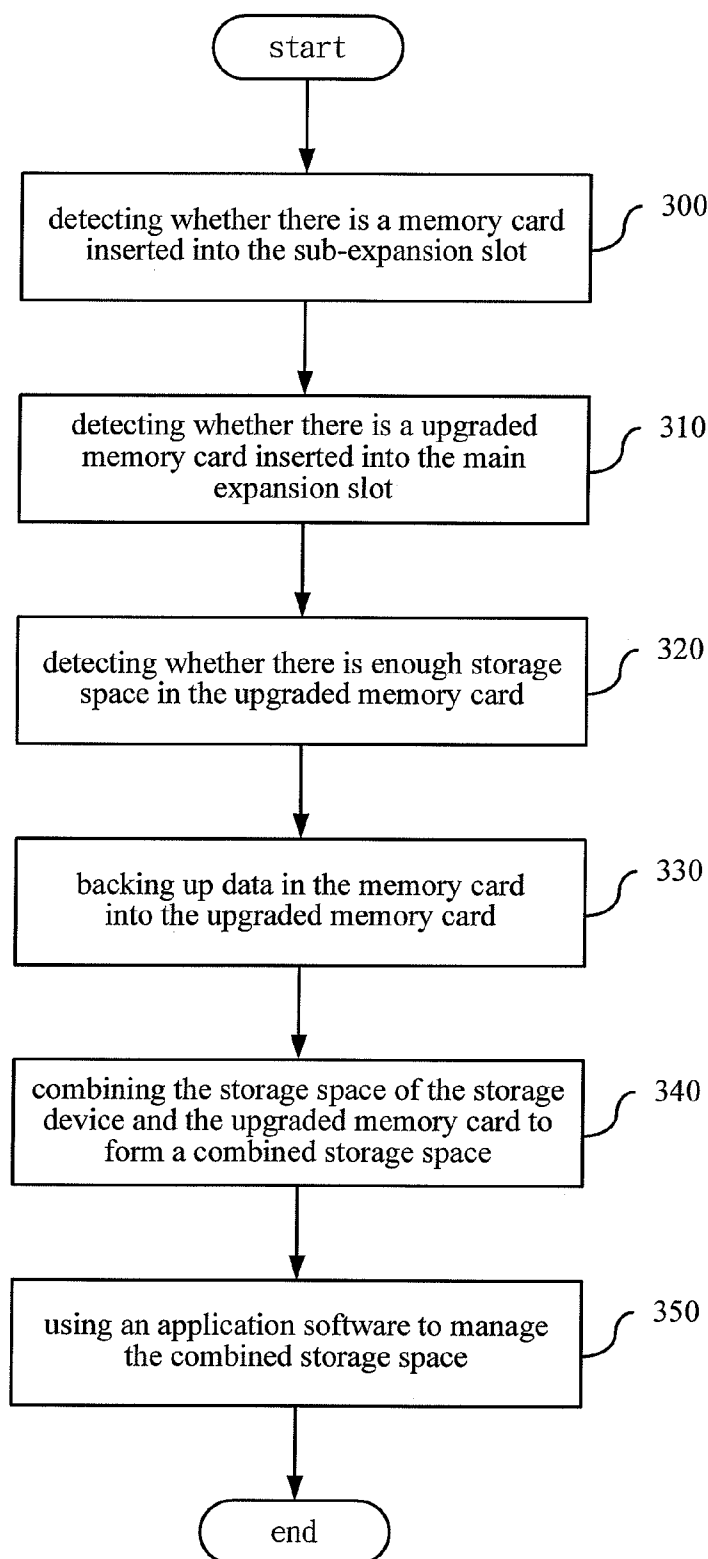 start
detecting whether there is a memory card
inserted into the sub-expansion slot
300
detecting whether there is a upgraded
memory card inserted into the main
expansion slot
310
detecting whether there is enough storage
space in the upgraded memory card
320
backing up data in the memory card
into the upgraded memory card
330
combining the storage space of the storage
device and the upgraded memory card to
form a combined storage space
340
using an application software to manage
the combined storage space
350
end